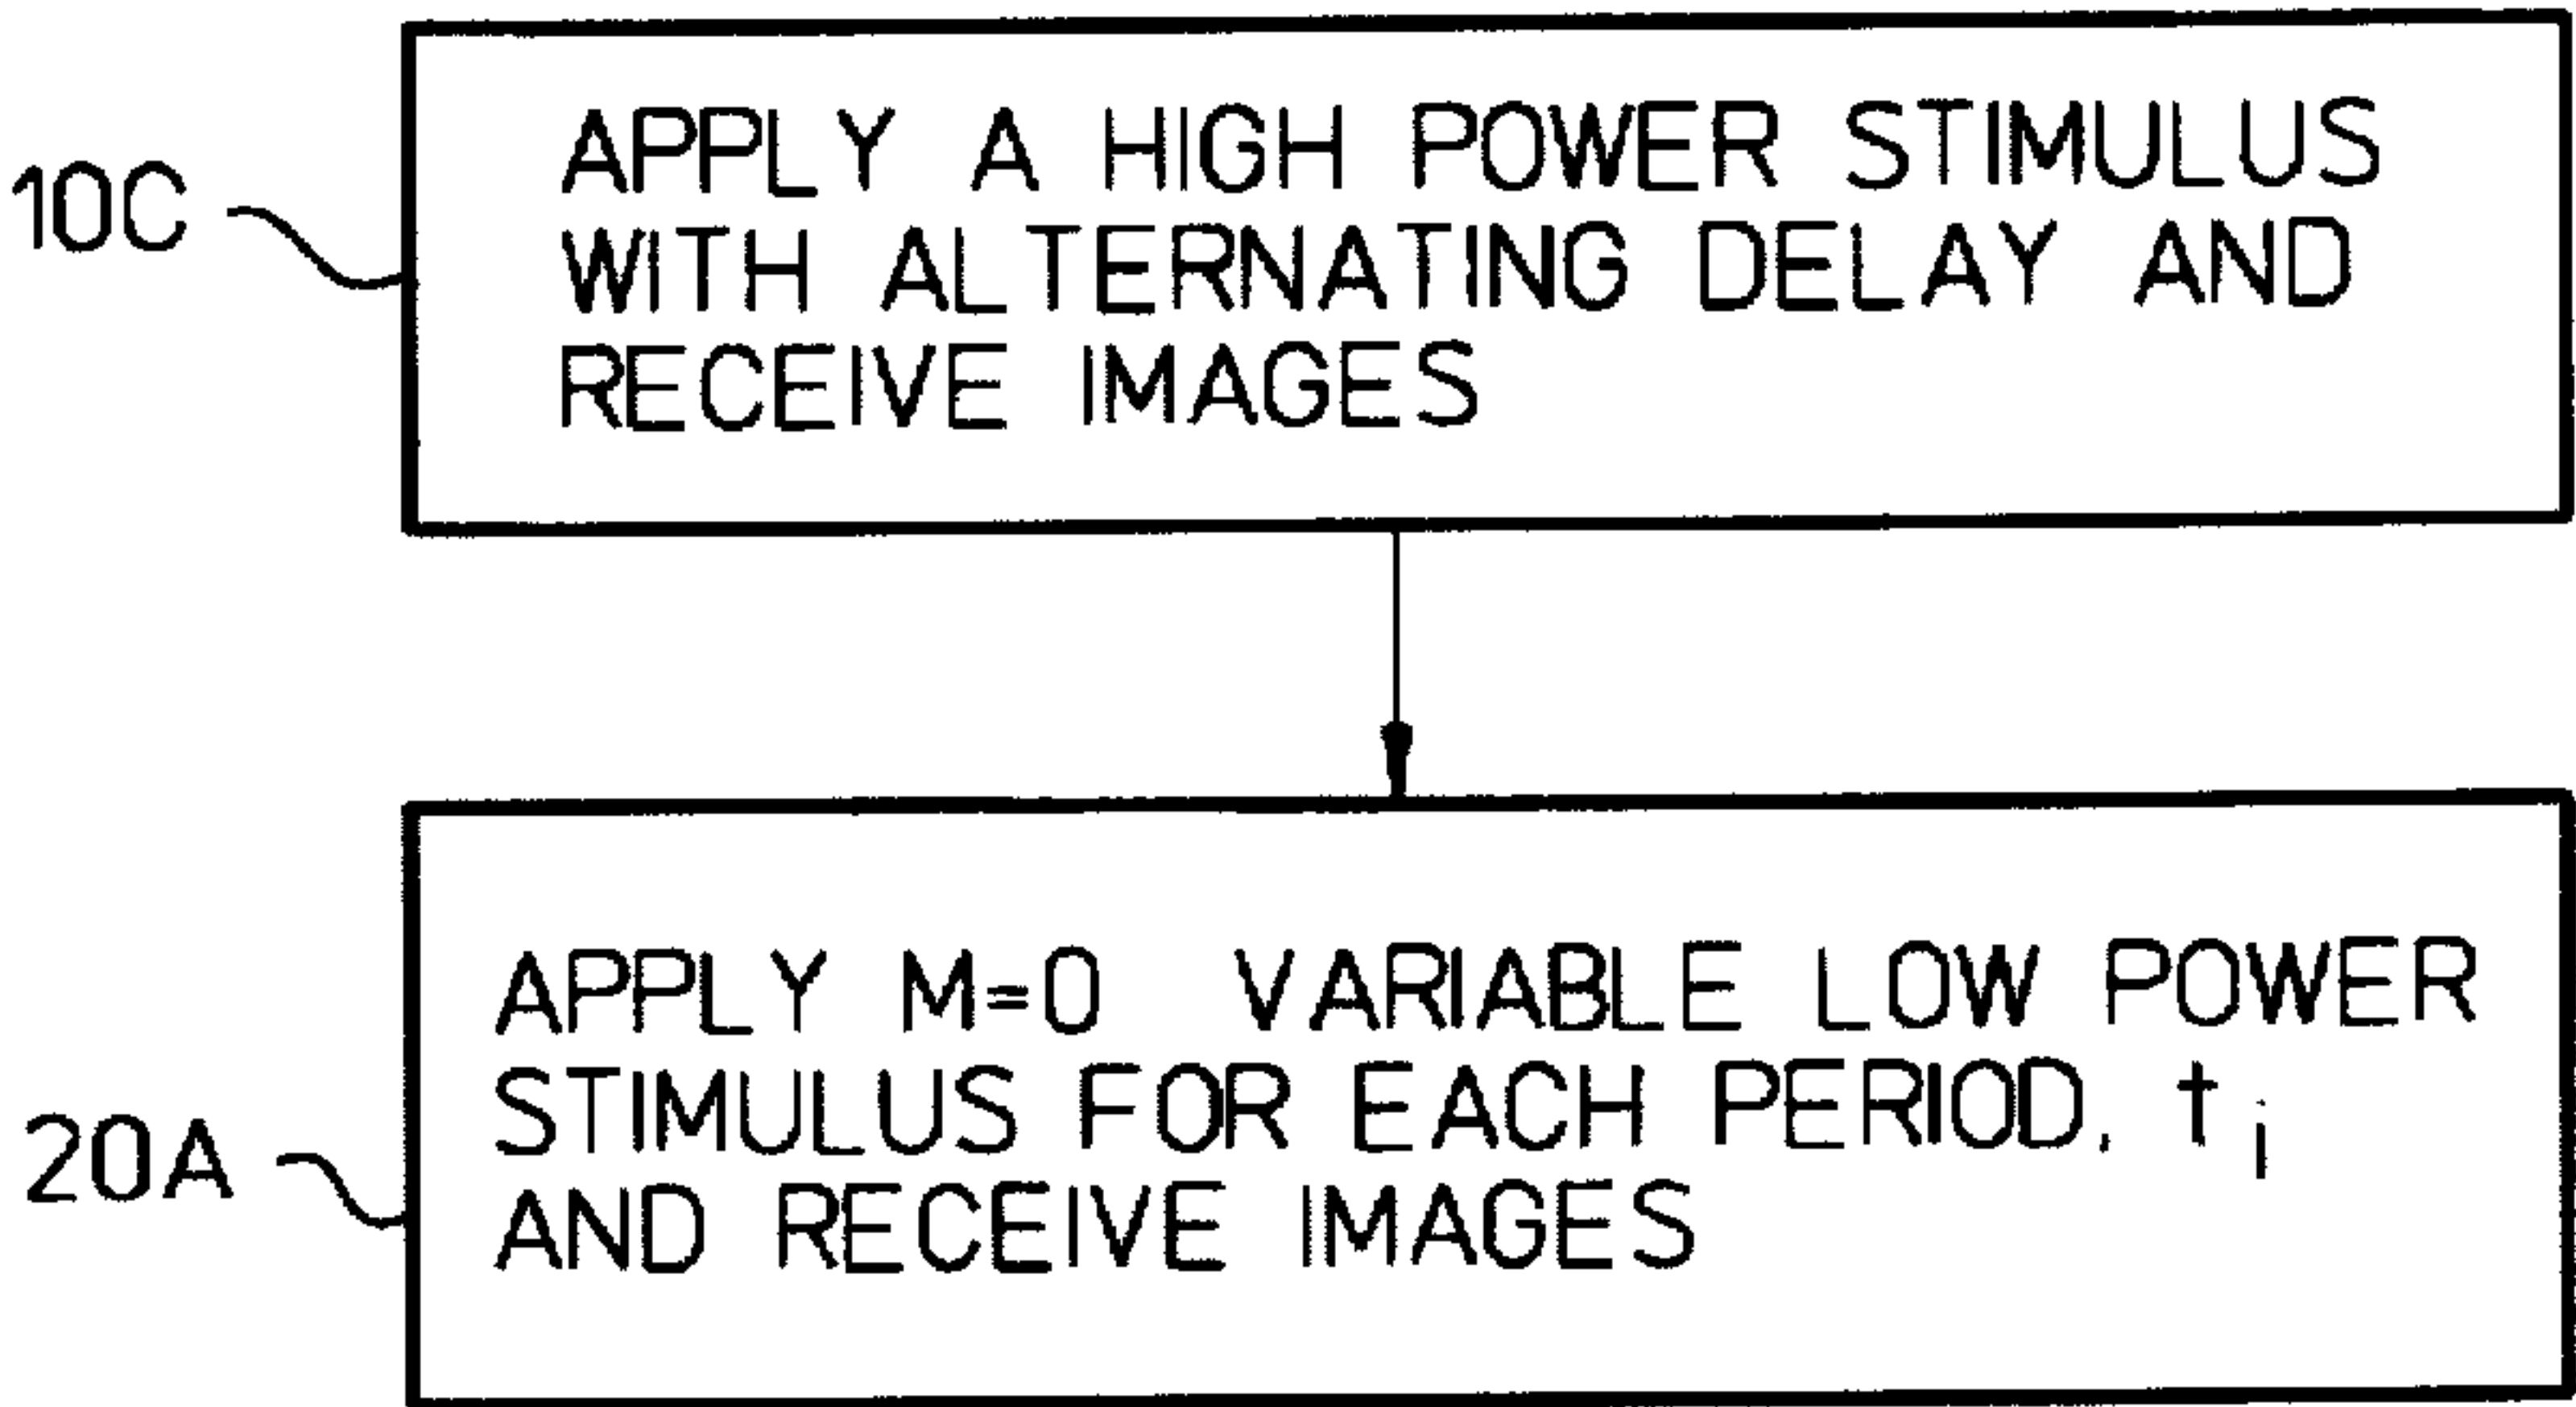 10C
APPLY A HIGH POWER STIMULUS
WITH ALTERNATING DELAY AND
RECEIVE IMAGES
20A
APPLY M=0 VARIABLE LOW POWER
STIMULUS FOR EACH PERIOD, t i
AND RECEIVE IMAGES